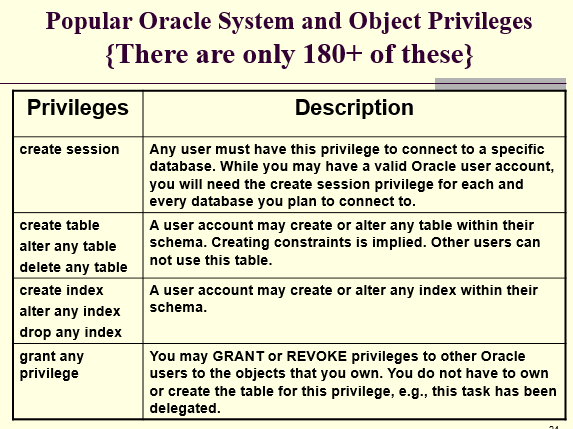 Popular Oracle System and Object Privileges
{There are only 180+ of these}
Privileges
Description
create session
Any user must have this privilege to connect to a specific
database. While you may have a valid Oracle user account,
you will need the create session privilege for each and
every database you plan to connect to.
create table
alter any table
delete any table
A user account may create or alter any table within their
schema. Creating constraints is implied. Other users can
not use this table.
create index
alter any index
drop any index
A user account may create or alter any index within their
schema.
grant any
privilege
You may GRANT or REVOKE privileges to other Oracle
users to the objects that you own. You do not have to own
or create the table for this privilege, e.g., this task has been
delegated.